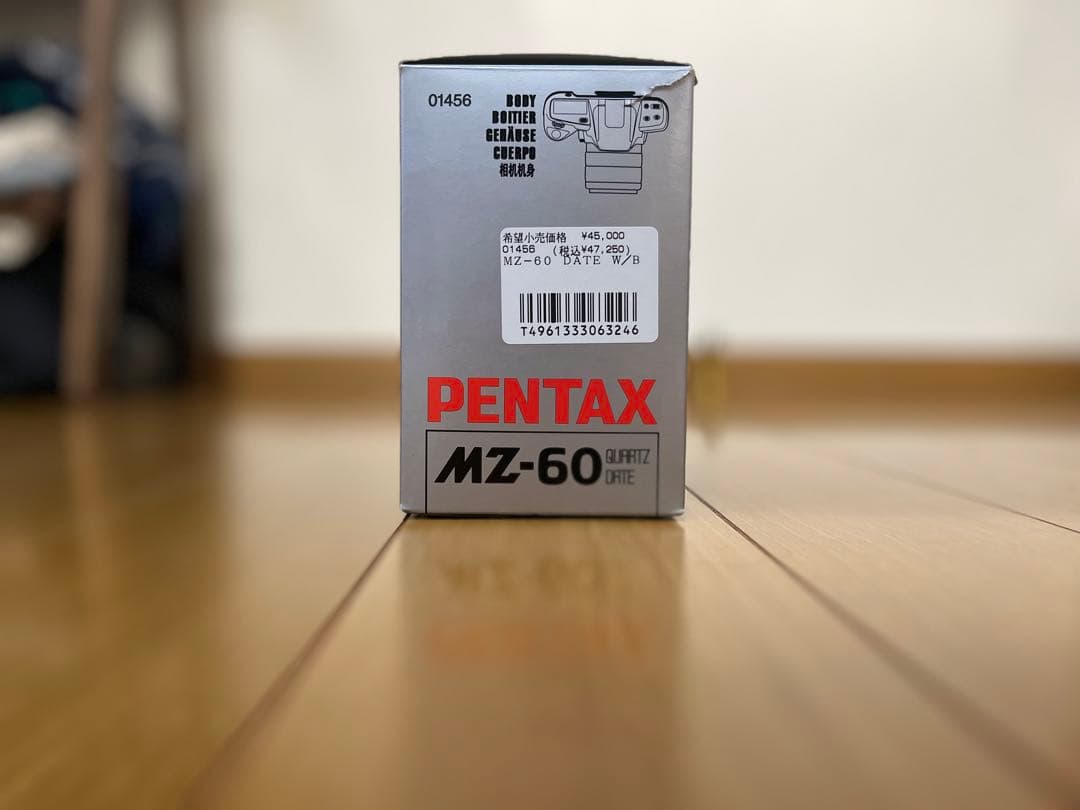 01456
BODY
BOITIER
GEHÄUSE
CUERPO
相机机身
希望小売価格 ¥45,000
01456 (税込¥47,250)
MZ-60 DATE W/B
T4961333063246
PENTAX
MZ-60 QUARTZ DATE